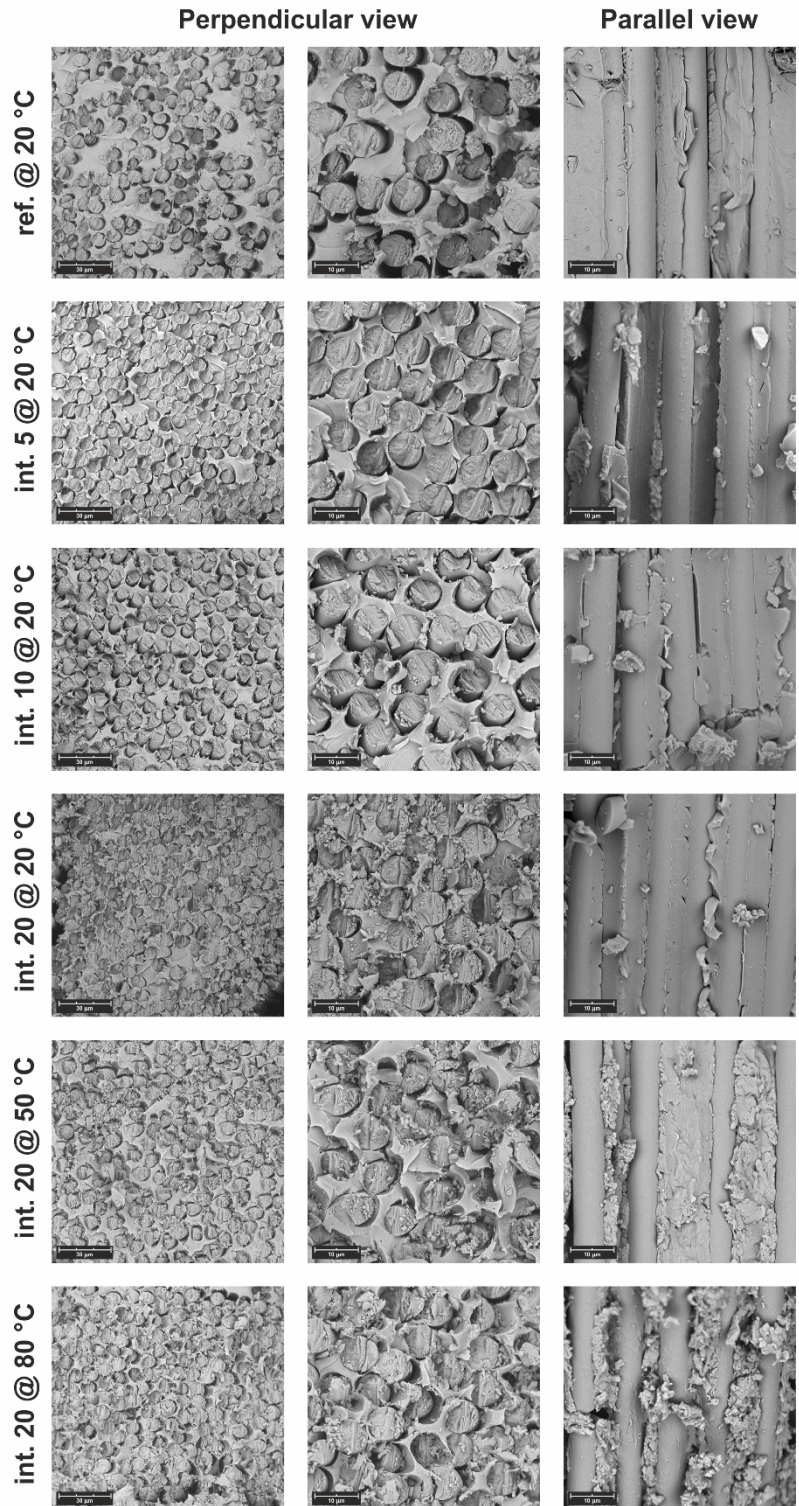 Perpendicular view Parallel view
ref. @ 20 °C
30 µm 10 µm 10 µm
int. 5 @ 20 °C
30 µm 10 µm 10 µm
int. 10 @ 20 °C
30 µm 10 µm 10 µm
int. 20 @ 20 °C
30 µm 10 µm 10 µm
int. 20 @ 50 °C
30 µm 10 µm 10 µm
int. 20 @ 80 °C
30 µm 10 µm 10 µm